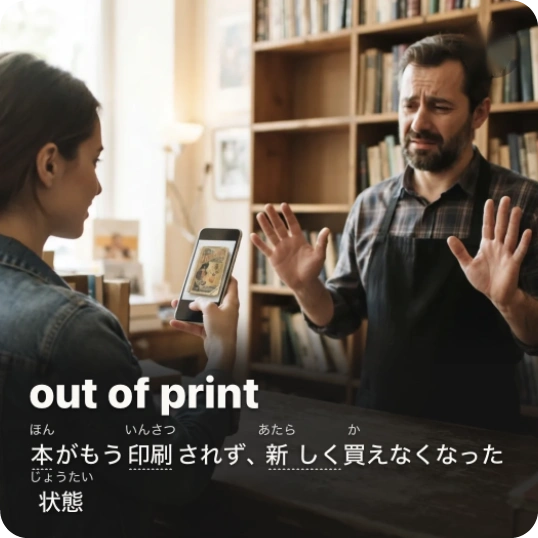 out of print
ほん いんさつ あたら か
本がもう印刷されず、新しく買えなくなった
じょうたい
状態